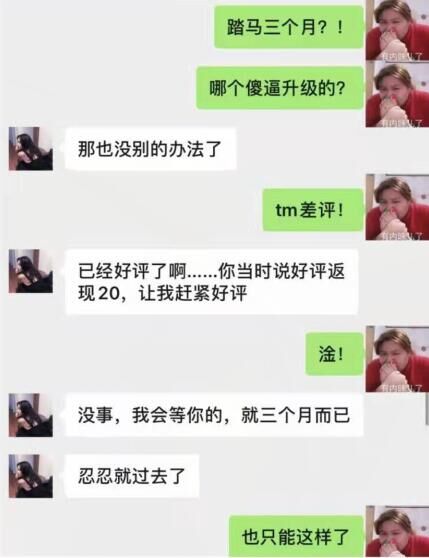 踏马三个月?！
有内味儿了
哪个傻逼升级的?
有内味儿了
那也没别的办法了
tm差评！
有内味儿了
已经好评了啊......你当时说好评返
现20，让我赶紧好评
淦！
有内味儿了
没事，我会等你的，就三个月而已
忍忍就过去了
也只能这样了